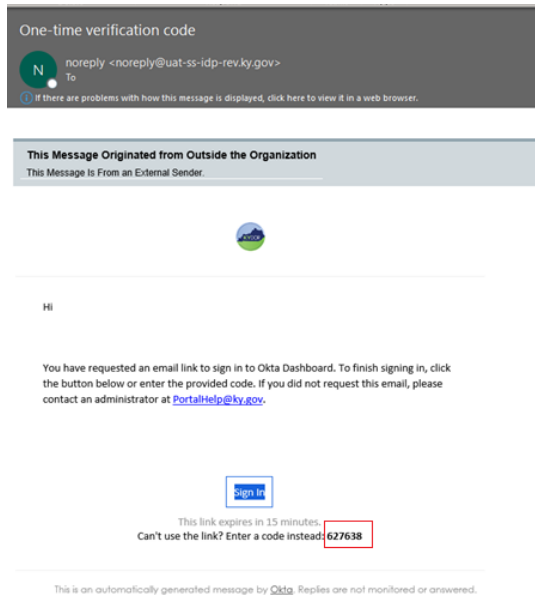 One-time verification code
N
noreply <noreply@uat-ss-idp-rev.ky.gov>
To
If there are problems with how this message is displayed, click here to view it in a web browser.
This Message Originated from Outside the Organization
This Message Is From an External Sender.
Hi
You have requested an email link to sign in to Okta Dashboard. To finish signing in, click
the button below or enter the provided code. If you did not request this email, please
contact an administrator at PortalHelp@ky.gov.
Sign In
This link expires in 15 minutes.
Can't use the link? Enter a code instead: 627638
This is an automatically generated message by Okta. Replies are not monitored or answered.